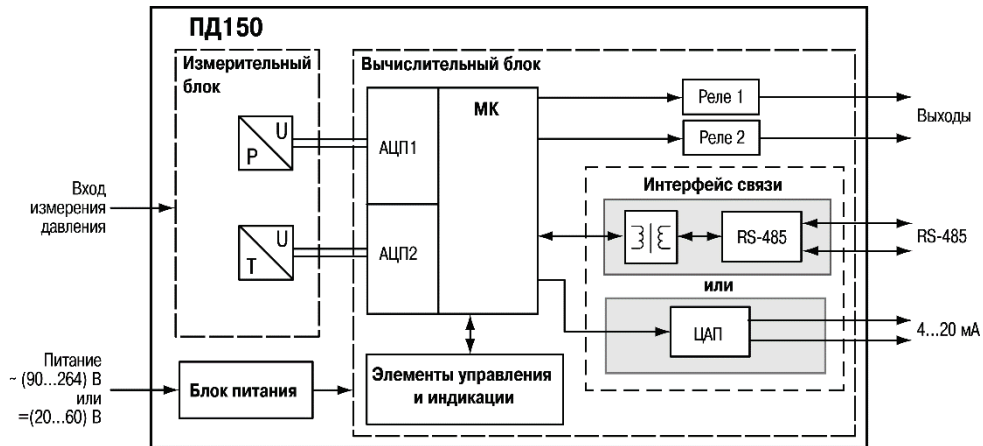 ПД150
Измерительный
блок
Вычислительный блок
U
P
АЦП1
МК
Реле 1
Реле 2
Выходы
Вход
измерения
давления
U
T
АЦП2
Интерфейс связи
RS-485
RS-485
или
ЦАП
4...20 мА
Питание
~ (90...264) В
или
=(20...60) В
Блок питания
Элементы управления
и индикации